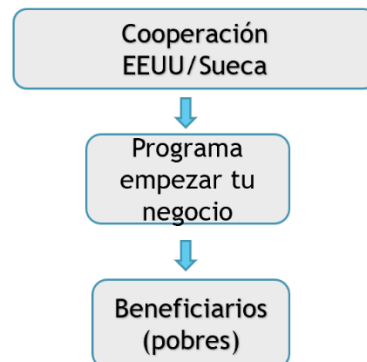 Cooperación
EEUU/Sueca
Programa
empezar tu
negocio
Beneficiarios
(pobres)